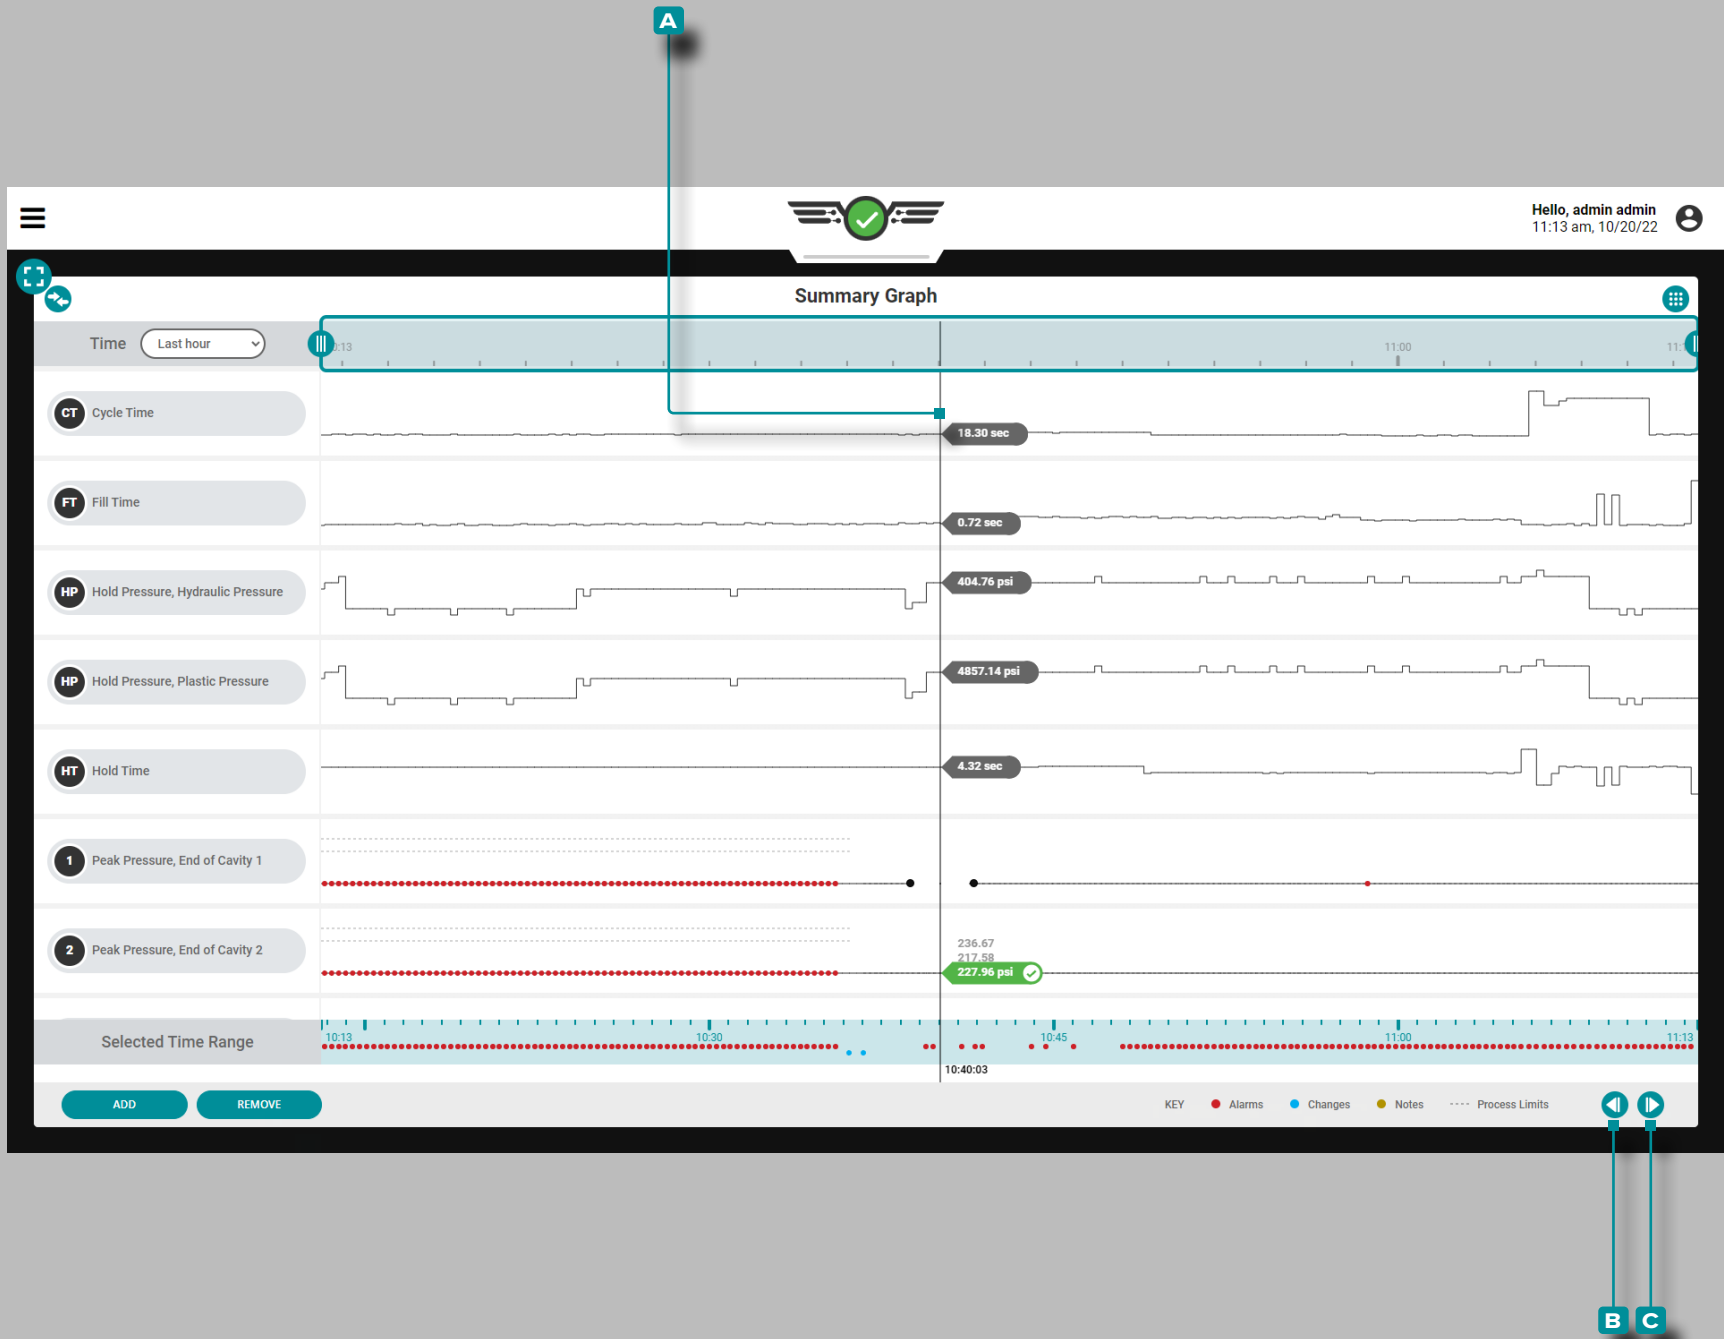 A
Hello, admin admin
11:13 am, 10/20/22
Summary Graph
Time
Last hour
:13
11:00
11:1
CT Cycle Time
18.30 sec
FT Fill Time
0.72 sec
HP Hold Pressure, Hydraulic Pressure
404.76 psi
HP Hold Pressure, Plastic Pressure
4857.14 psi
HT Hold Time
4.32 sec
1 Peak Pressure, End of Cavity 1
2 Peak Pressure, End of Cavity 2
236.67
217.58
227.96 psi
Selected Time Range
10:13
10:30
10:45
11:00
11:13
10:40:03
ADD
REMOVE
KEY
Alarms
Changes
Notes
Process Limits
B
C